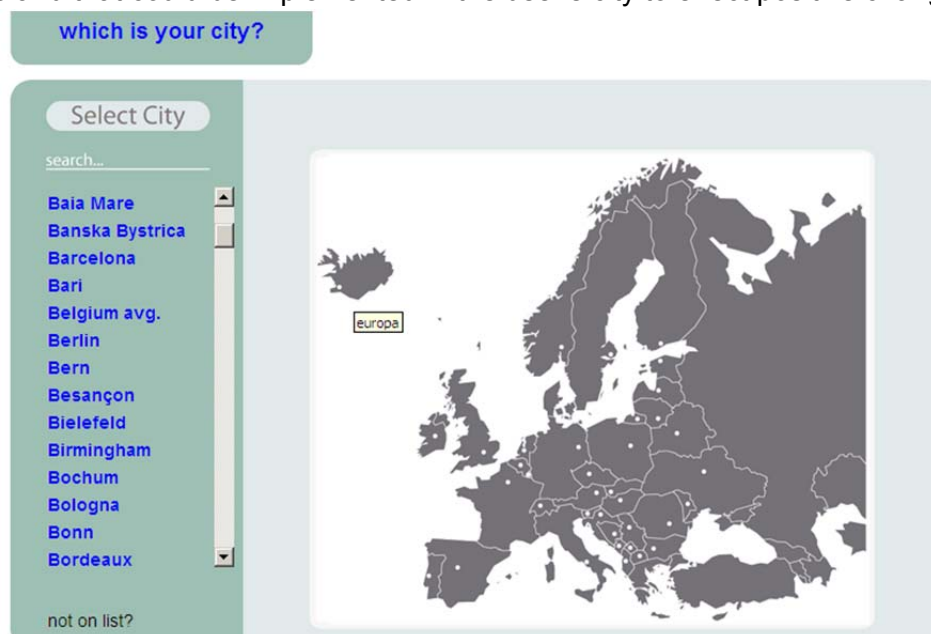 which is your city?
Select City
search...
Baia Mare
Banska Bystrica
Barcelona
Bari
Belgium avg.
Berlin
Bern
Besançon
Bielefeld
Birmingham
Bochum
Bologna
Bonn
Bordeaux
not on list?
europa